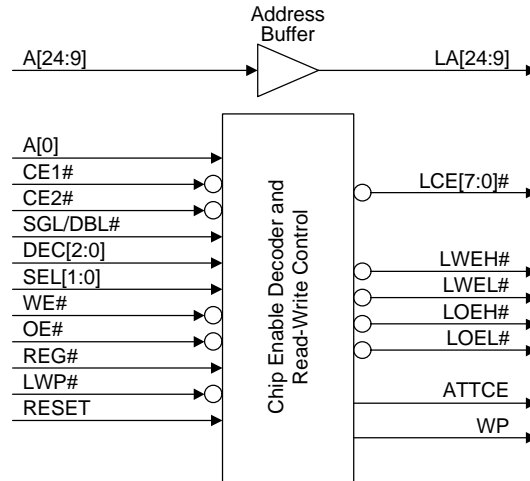 Address
Buffer
A[24:9]
LA[24:9]
A[0]
CE1#
CE2#
SGL/DBL#
DEC[2:0]
SEL[1:0]
WE#
OE#
REG#
LWP#
RESET
Chip Enable Decoder and
Read-Write Control
LCE[7:0]#
LWEH#
LWEL#
LOEH#
LOEL#
ATTCE
WP